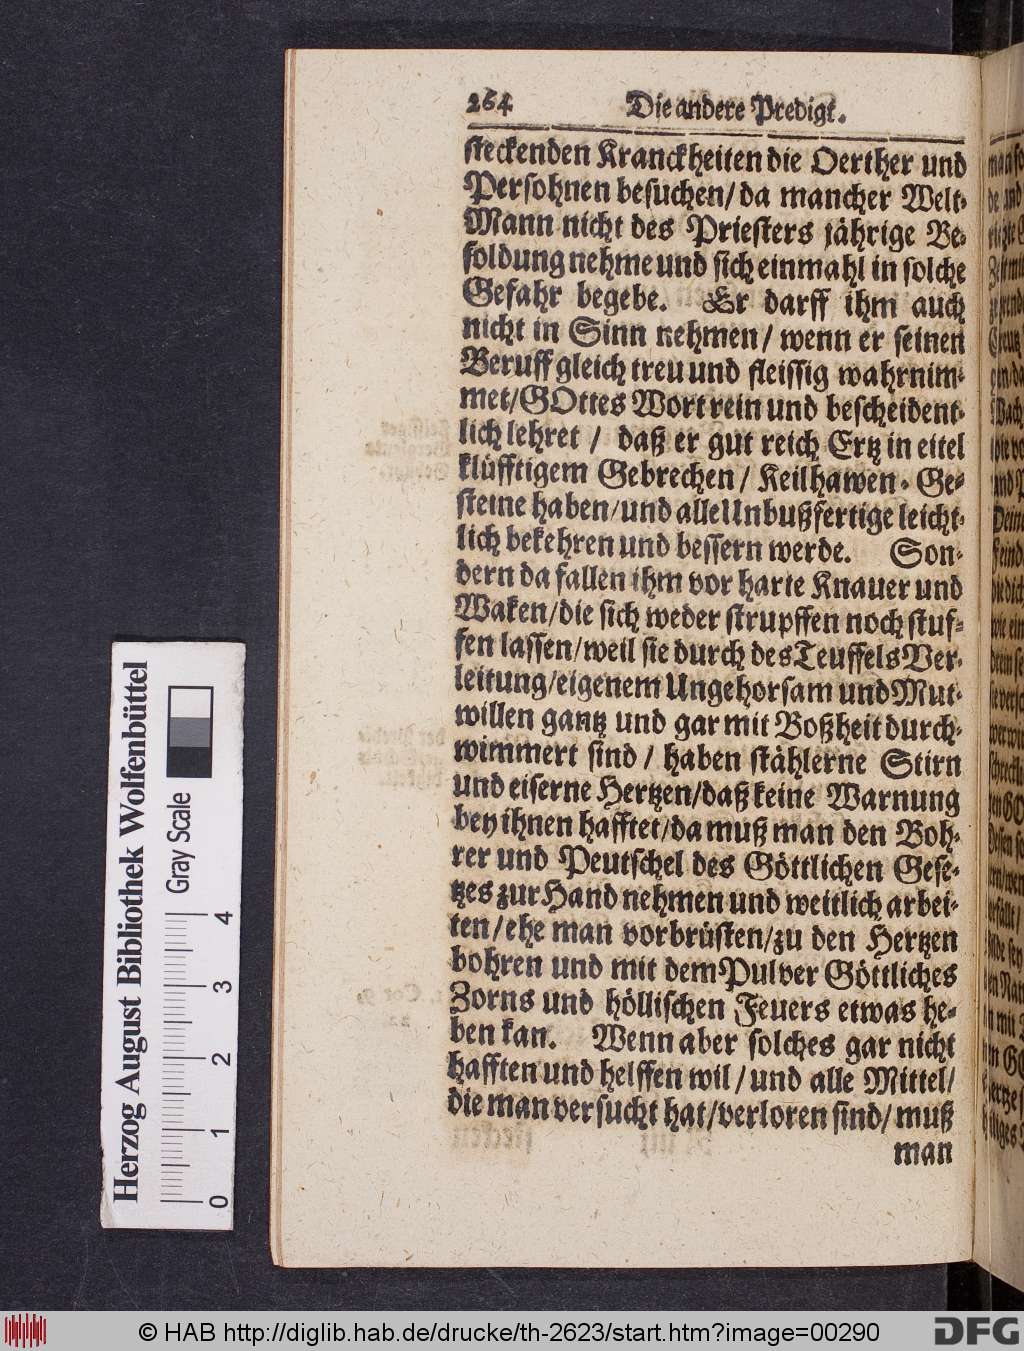 264 Die andere Predigt.
steckenden Kranckheiten die Oerther und
Persohnen besuchen/ da mancher Welt-
Mann nicht des Priesters jährige Be-
soldung nehme und sich einmahl in solche
Gefahr begebe. Er darff ihm auch
nicht in Sinn nehmen/ wenn er seinen
Beruff gleich treu und fleissig wahrnim-
met/GOttes Wort rein und bescheident-
lich lehret / daß er gut reich Ertz in eitel
klüfftigem Gebrechen/ Keilhawen-Ge-
steine haben/und alle Unbußfertige leicht-
lich bekehren und bessern werde. Son-
dern da fallen ihm vor harte Knauer und
Waken/die sich weder strupffen noch stuf-
fen lassen/weil sie durch des Teuffels Ver-
leitung/eigenem Ungehorsam und Mut-
willen gantz und gar mit Boßheit durch-
wimmert sind / haben stählerne Stirn
und eiserne Hertzen/daß keine Warnung
bey ihnen hafftet/da muß man den Boh-
rer und Peutschel des Göttlichen Gese-
tzes zur Hand nehmen und weitlich arbei-
ten/ehe man vorbrüsten/zu den Hertzen
bohren und mit dem Pulver Göttliches
Zorns und höllischen Feuers etwas he-
ben kan. Wenn aber solches gar nicht
hafften und helffen wil/und alle Mittel/
die man versucht hat/verloren sind/ muß
man
Herzog August Bibliothek Wolfenbüttel
Gray Scale
0 1 2 3 4
© HAB http://diglib.hab.de/drucke/th-2623/start.htm?image=00290
DFG